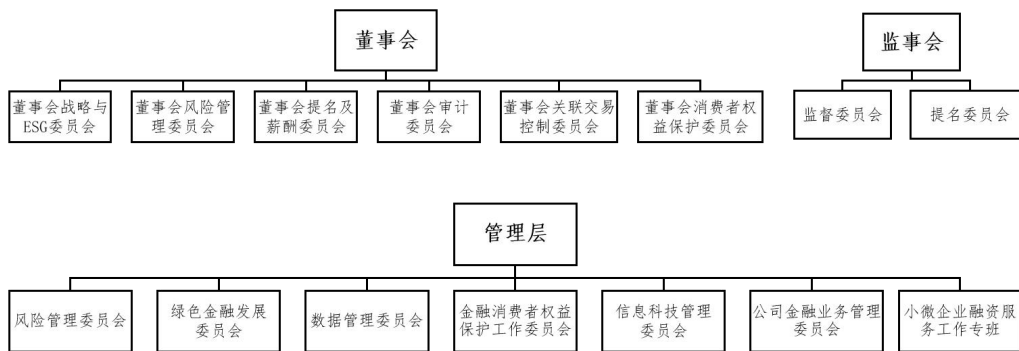 董事会
监事会
董事会战略与
ESG委员会
董事会风险管
理委员会
董事会提名及
薪酬委员会
董事会审计
委员会
董事会关联交易
控制委员会
董事会消费者权
益保护委员会
监督委员会
提名委员会
管理层
风险管理委员会
绿色金融发展
委员会
数据管理委员会
金融消费者权益
保护工作委员会
信息科技管理
委员会
公司金融业务管理
委员会
小微企业融资服
务工作专班